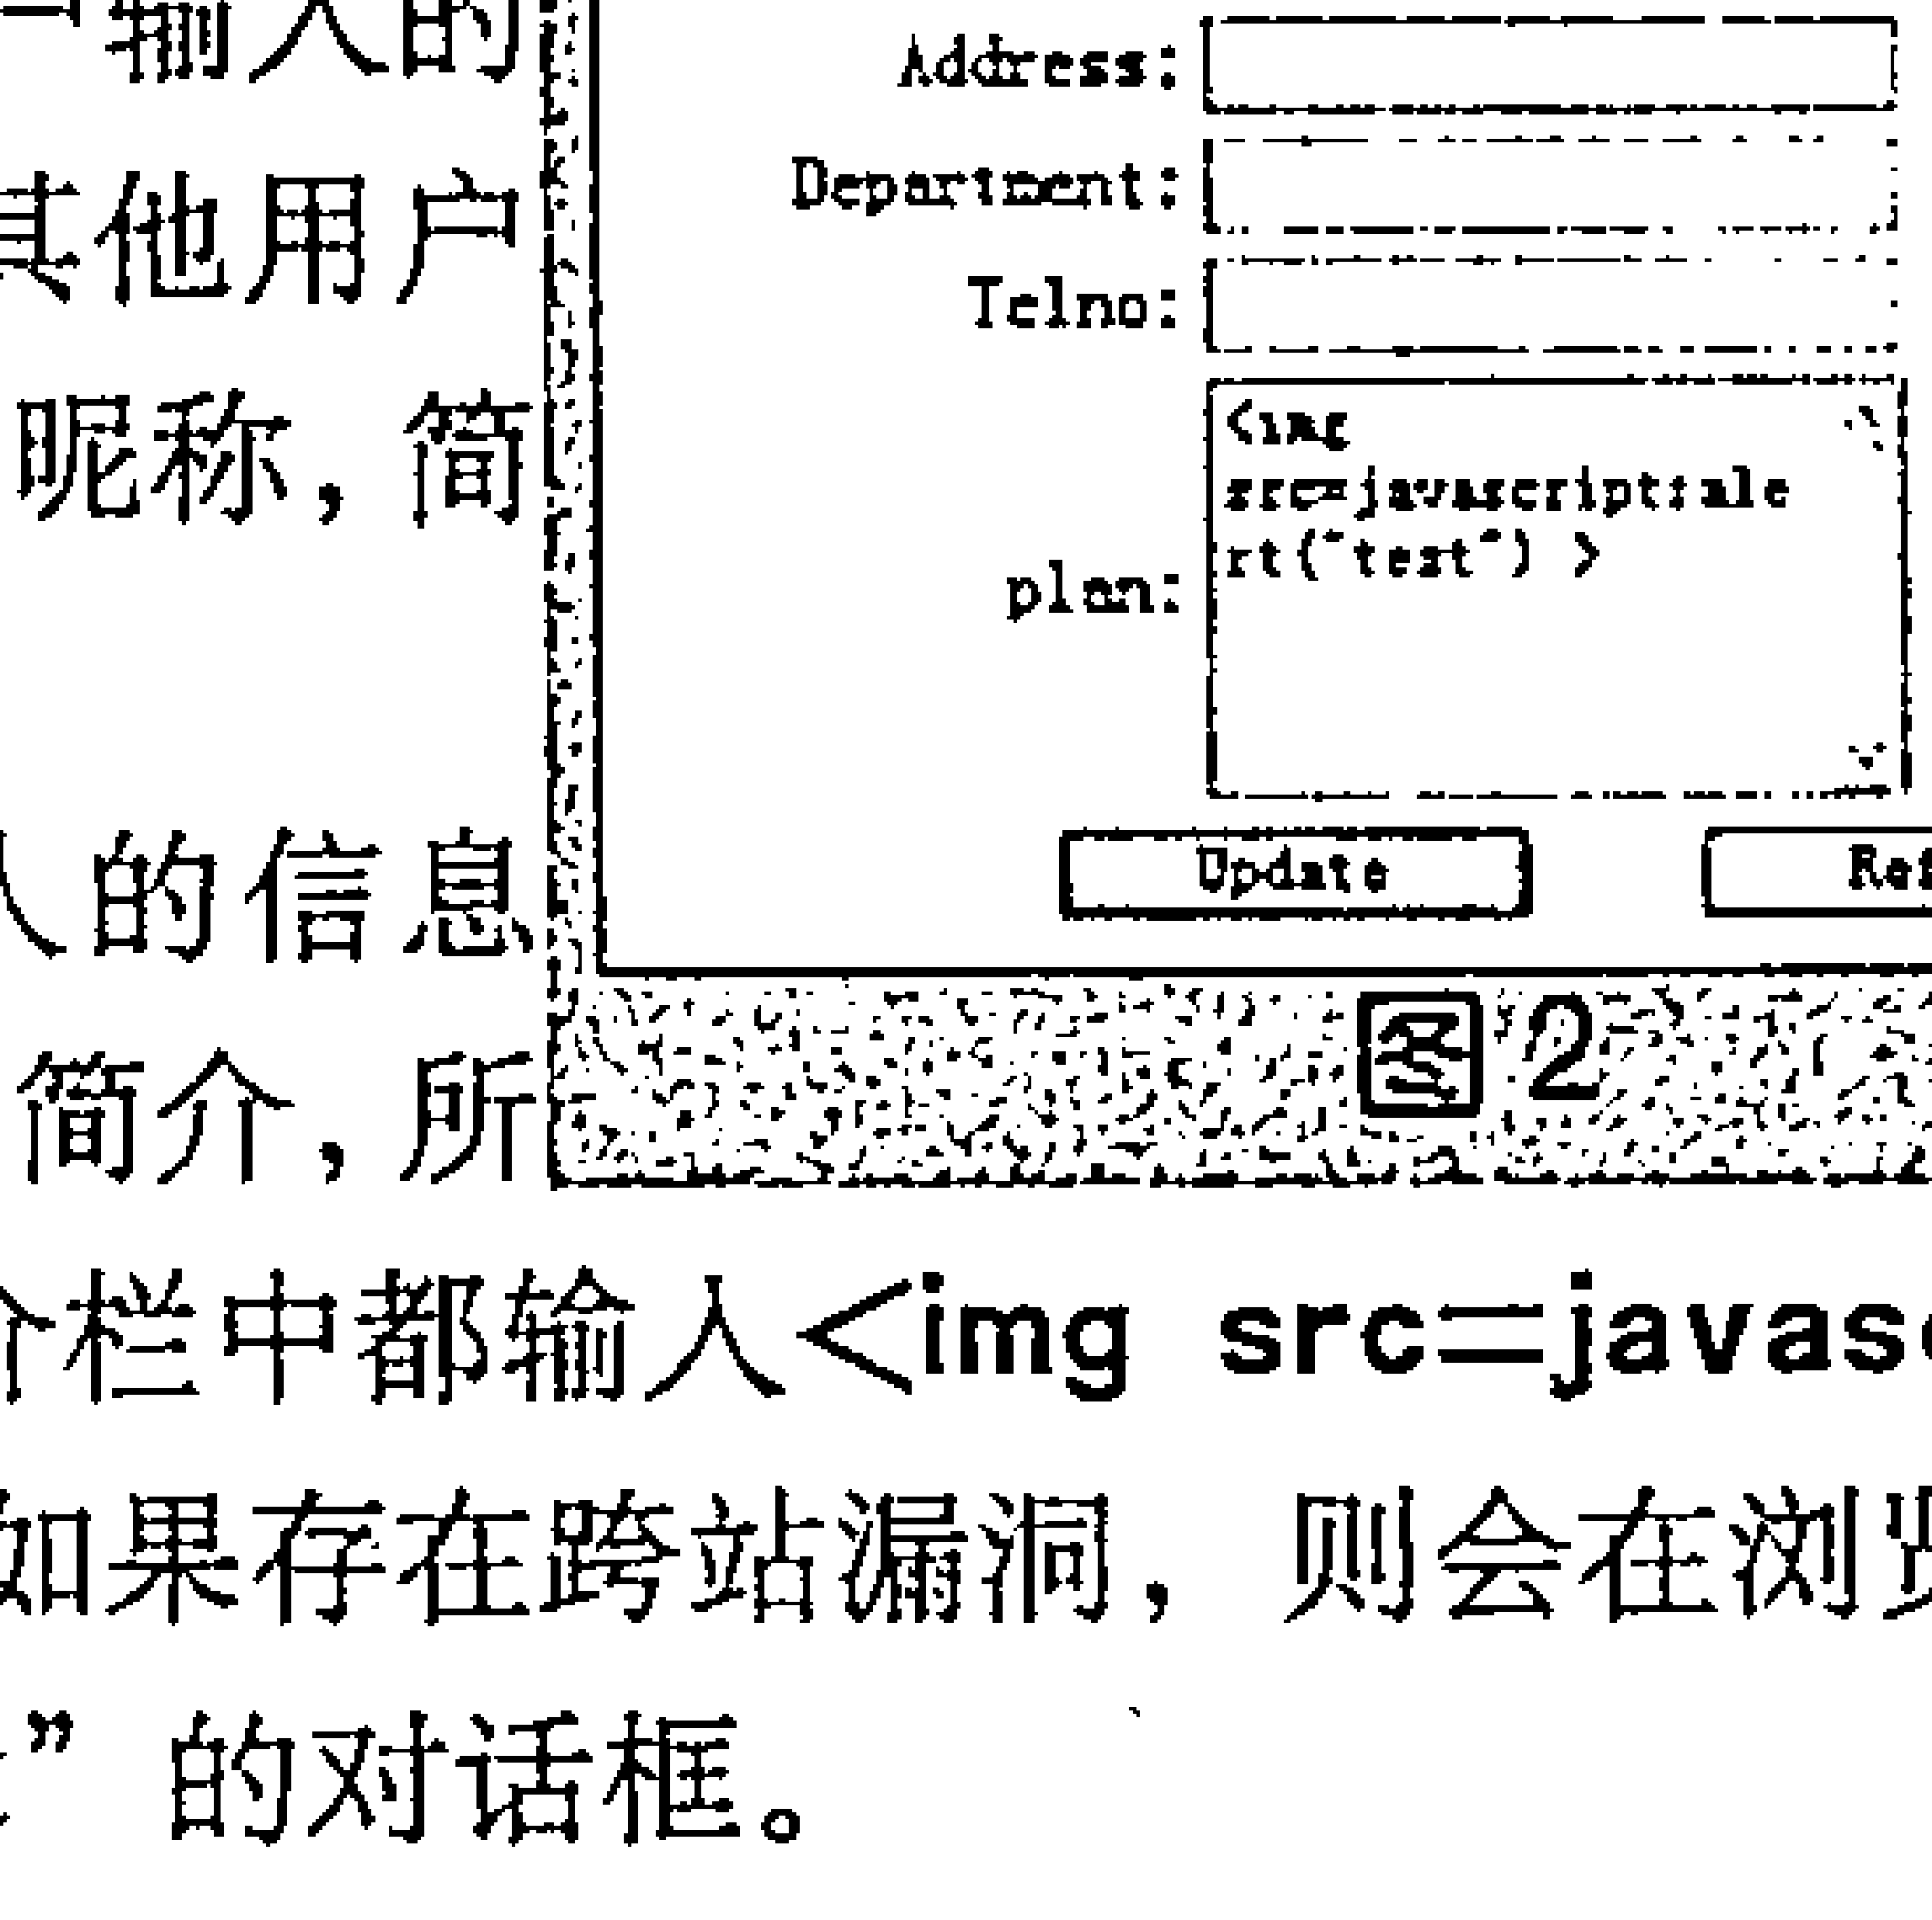 输入的
Address:
Department:
其他用户
Telno:
昵称,简
<img
src=javascript:ale
rt("test") >
plan:
Update
人的信息
图 2
简介,所
介栏中都输入<img src=javas
如果存在跨站漏洞， 则会在浏览
” 的对话框。